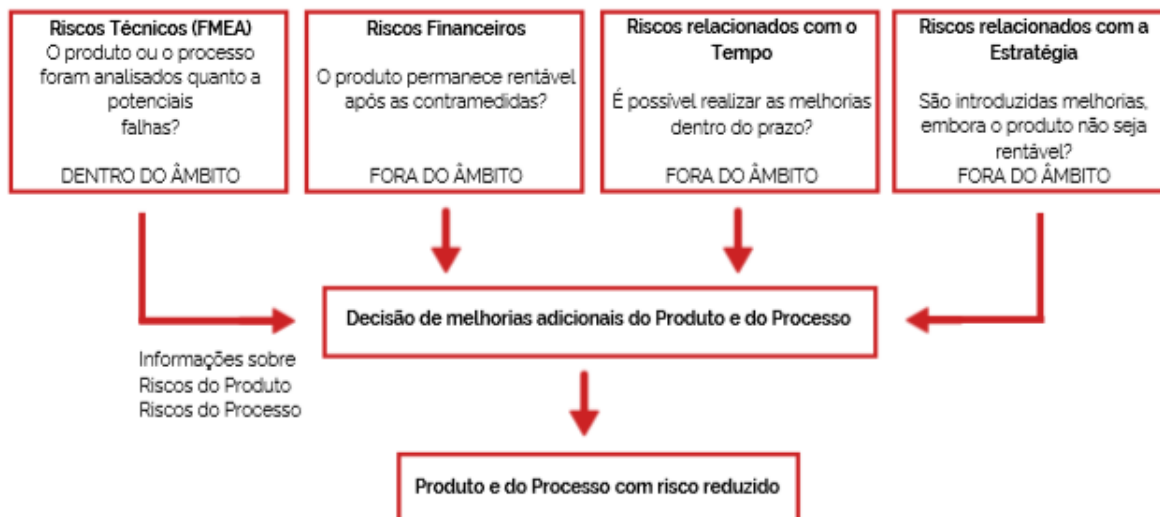 Riscos Técnicos (FMEA)
O produto ou o processo
foram analisados quanto a
potenciais
falhas?
DENTRO DO ÂMBITO
Riscos Financeiros
O produto permanece rentável
após as contramedidas?
FORA DO ÂMBITO
Riscos relacionados com o
Tempo
É possível realizar as melhorias
dentro do prazo?
FORA DO ÂMBITO
Riscos relacionados com a
Estratégia
São introduzidas melhorias,
embora o produto não seja
rentável?
FORA DO ÂMBITO
Decisão de melhorias adicionais do Produto e do Processo
Informações sobre
Riscos do Produto
Riscos do Processo
Produto e do Processo com risco reduzido